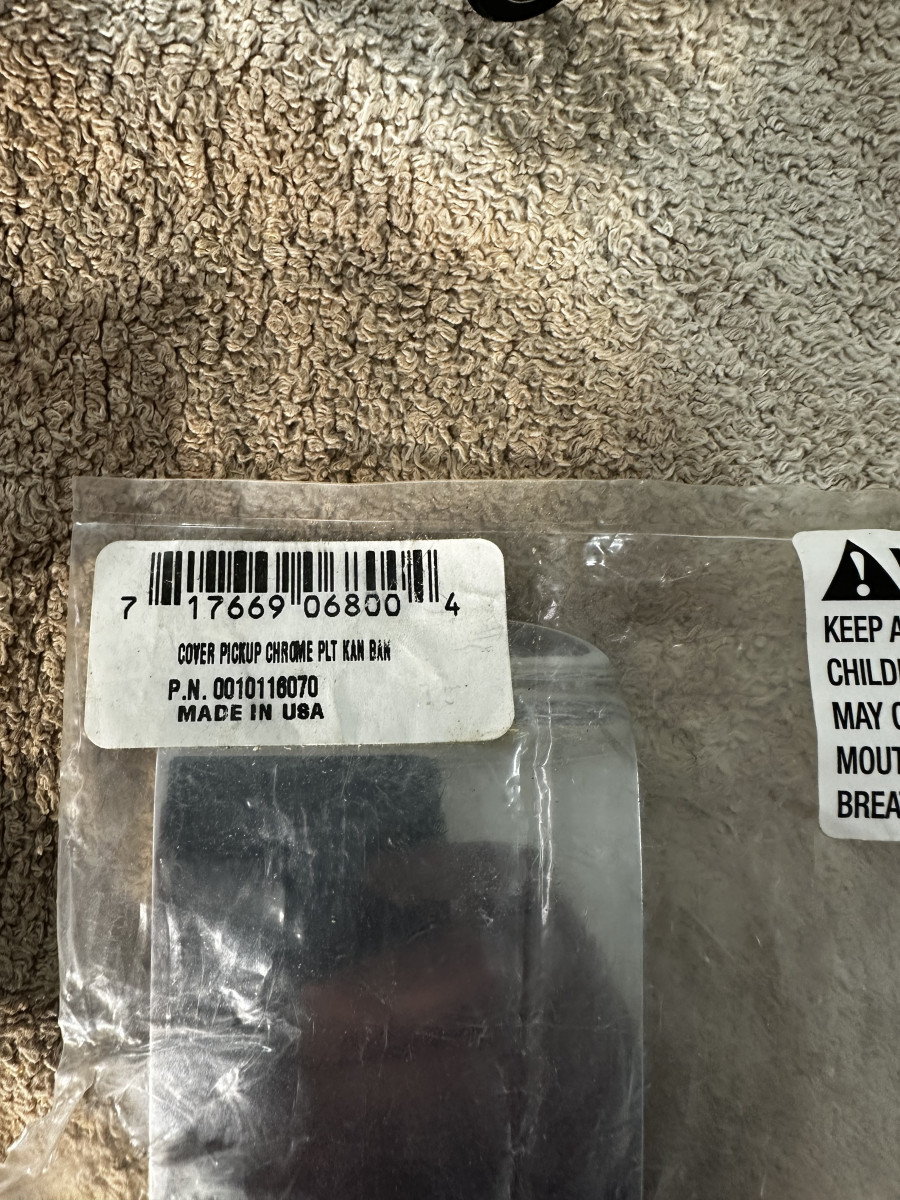 7 17669 06800 4
COVER PICKUP CHROME PLT KAN BAN
P.N. 0010116070
MADE IN USA
KEEP A
CHILD
MAY
MOUT
BREA